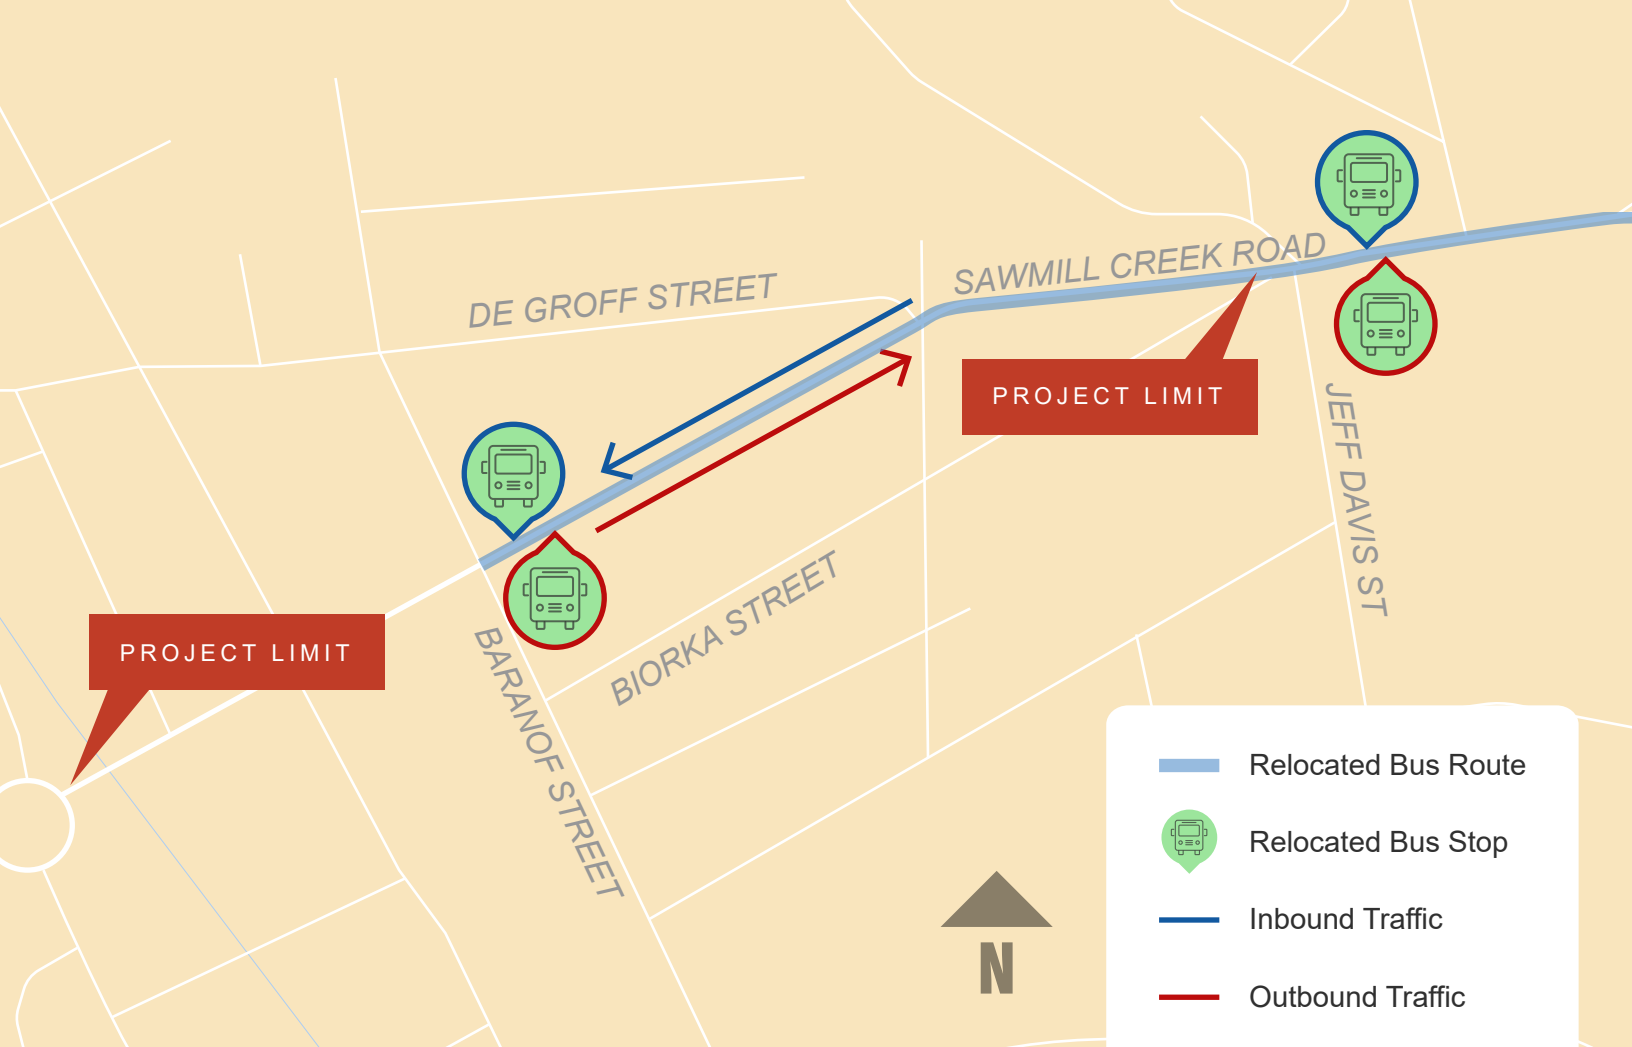 DE GROFF STREET
SAWMILL CREEK ROAD
PROJECT LIMIT
JEFF DAVIS ST
BIORKA STREET
PROJECT LIMIT
BARANOF STREET
N
Relocated Bus Route
Relocated Bus Stop
Inbound Traffic
Outbound Traffic